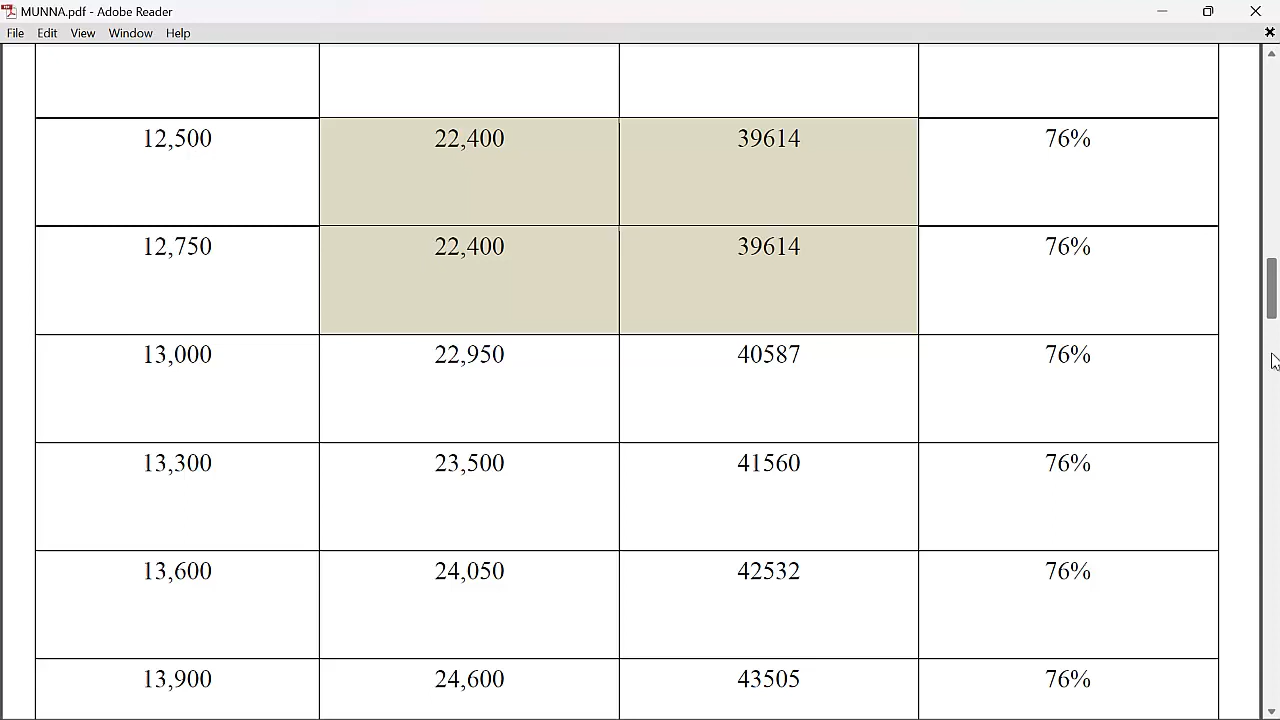 MUNNA.pdf - Adobe Reader
File Edit View Window Help
12,500 22,400 39614 76%
12,750 22,400 39614 76%
13,000 22,950 40587 76%
13,300 23,500 41560 76%
13,600 24,050 42532 76%
13,900 24,600 43505 76%